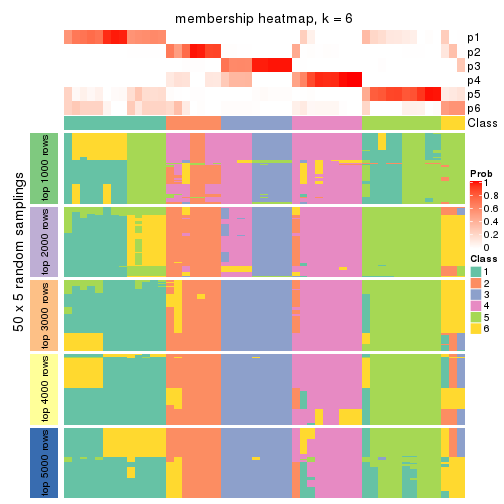 membership heatmap, k = 6
p1
p2
p3
p4
p5
p6
Class
50 x 5 random samplings
top 1000 rows
top 2000 rows
top 3000 rows
top 4000 rows
top 5000 rows
Prob
1
0.8
0.6
0.4
0.2
0
Class
1
2
3
4
5
6